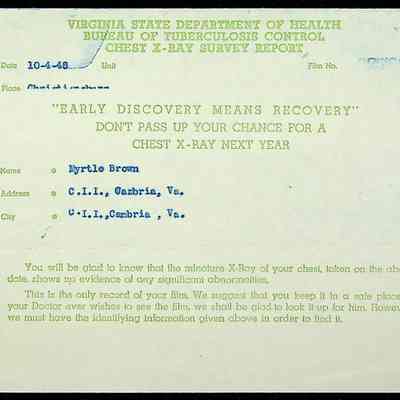 VIRGINIA STATE DEPARTMENT OF HEALTH
BUREAU OF TUBERCULOSIS CONTROL
CHEST X-RAY SURVEY REPORT
Date 10-4-48 Unit Film No.
Place Christiansburg
"EARLY DISCOVERY MEANS RECOVERY"
DON'T PASS UP YOUR CHANCE FOR A
CHEST X-RAY NEXT YEAR
Name Myrtle Brown
Address C.I.I., Cambria, Va.
City C.I.I.,Cambria , Va.
You will be glad to know that the minature X-Ray of your chest, taken on the abo
date, shows no evidence of any significant abnormalities.
This is the only record of your film. We suggest that you keep it in a safe place
your Doctor ever wishes to see the film, we shall be glad to look it up for him. Howev
we must have the identifying information given above in order to find it.